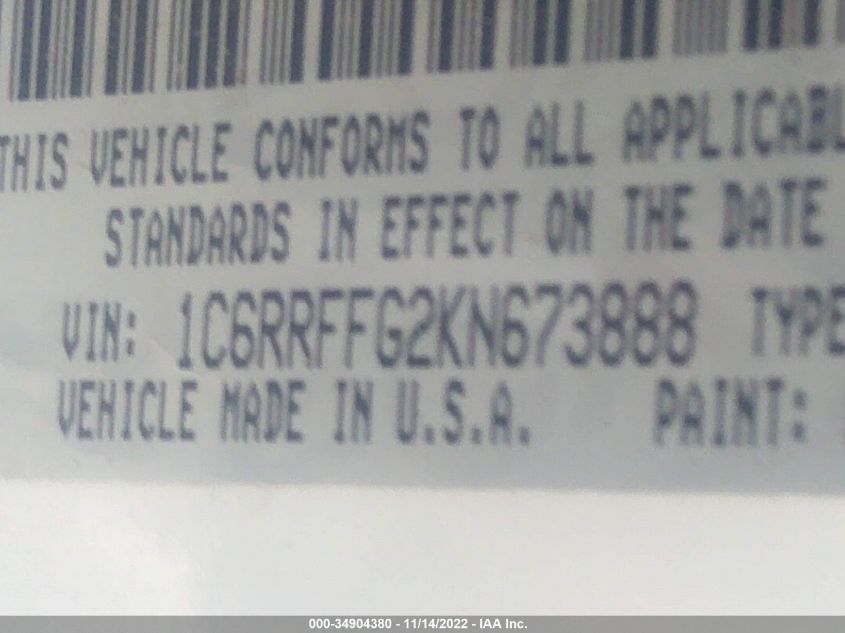 THIS VEHICLE CONFORMS TO ALL APPLICABL
STANDARDS IN EFFECT ON THE DATE
VIN: 1C6RRFFG2KN673888 TYPE
VEHICLE MADE IN U.S.A. PAINT:
000-34904380 - 11/14/2022 - IAA Inc.